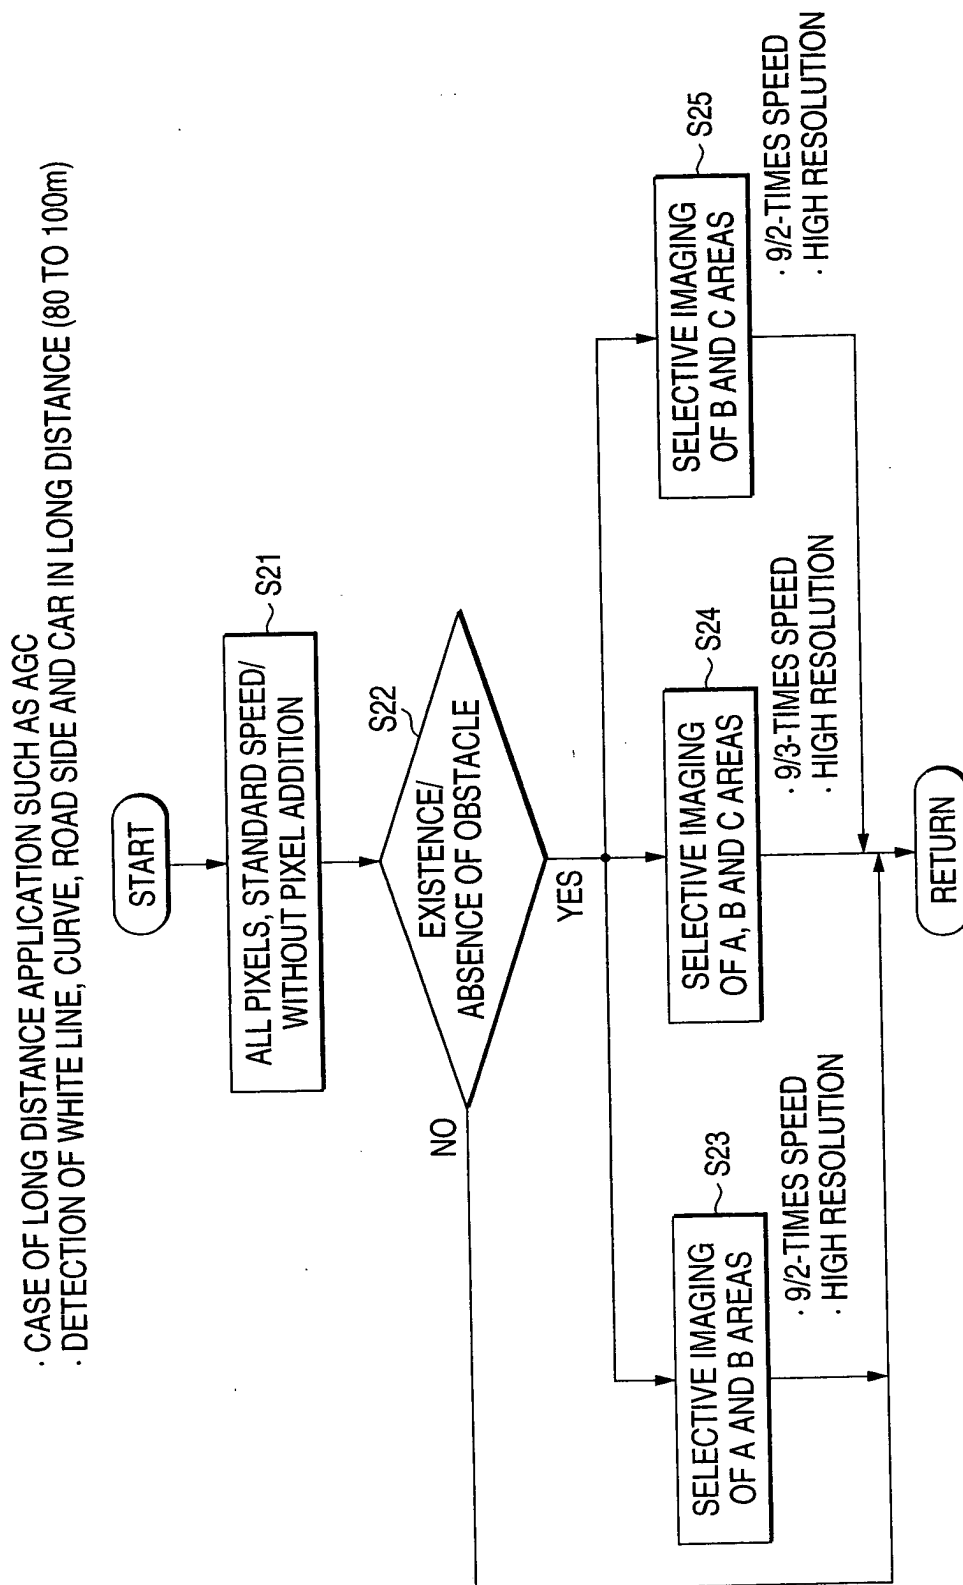 · CASE OF LONG DISTANCE APPLICATION SUCH AS AGC
· DETECTION OF WHITE LINE, CURVE, ROAD SIDE AND CAR IN LONG DISTANCE (80 TO 100m)
START
S21
ALL PIXELS, STANDARD SPEED/
WITHOUT PIXEL ADDITION
S22
EXISTENCE/
ABSENCE OF OBSTACLE
NO
YES
S23
SELECTIVE IMAGING
OF A AND B AREAS
· 9/2-TIMES SPEED
· HIGH RESOLUTION
S24
SELECTIVE IMAGING
OF A, B AND C AREAS
· 9/3-TIMES SPEED
· HIGH RESOLUTION
S25
SELECTIVE IMAGING
OF B AND C AREAS
· 9/2-TIMES SPEED
· HIGH RESOLUTION
RETURN